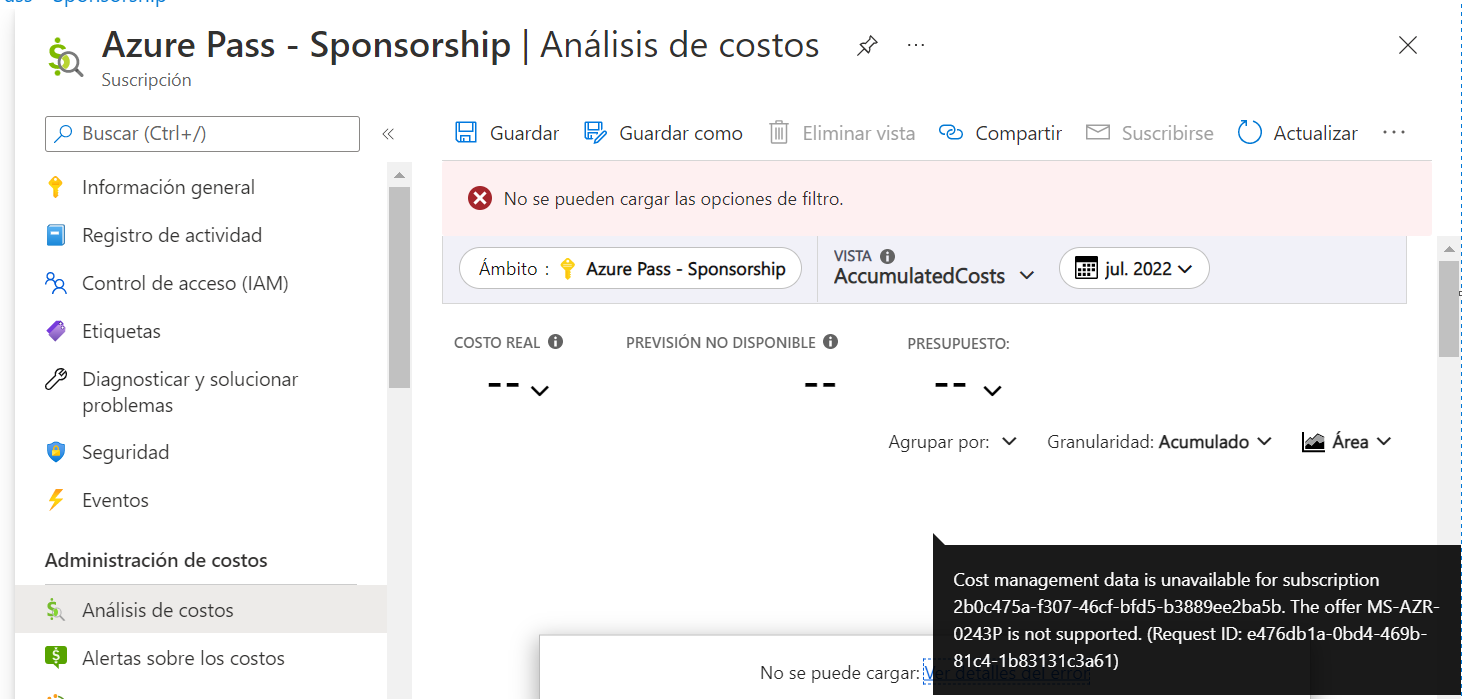 Sponsorship
Azure Pass - Sponsorship | Análisis de costos
Suscripción
Buscar (Ctrl+/)
Información general
Registro de actividad
Control de acceso (IAM)
Etiquetas
Diagnosticar y solucionar
problemas
Seguridad
Eventos
Administración de costos
Análisis de costos
Alertas sobre los costos
Guardar Guardar como Eliminar vista Compartir Suscribirse Actualizar ...
No se pueden cargar las opciones de filtro.
Ámbito : Azure Pass - Sponsorship
VISTA
AccumulatedCosts
jul. 2022
COSTO REAL PREVISIÓN NO DISPONIBLE PRESUPUESTO:
-- -- --
Agrupar por: Granularidad: Acumulado Área
Cost management data is unavailable for subscription
2b0c475a-f307-46cf-bfd5-b3889ee2ba5b. The offer MS-AZR-
0243P is not supported. (Request ID: e476db1a-0bd4-469b-
81c4-1b83131c3a61)
No se puede cargar: Ver detalles del error